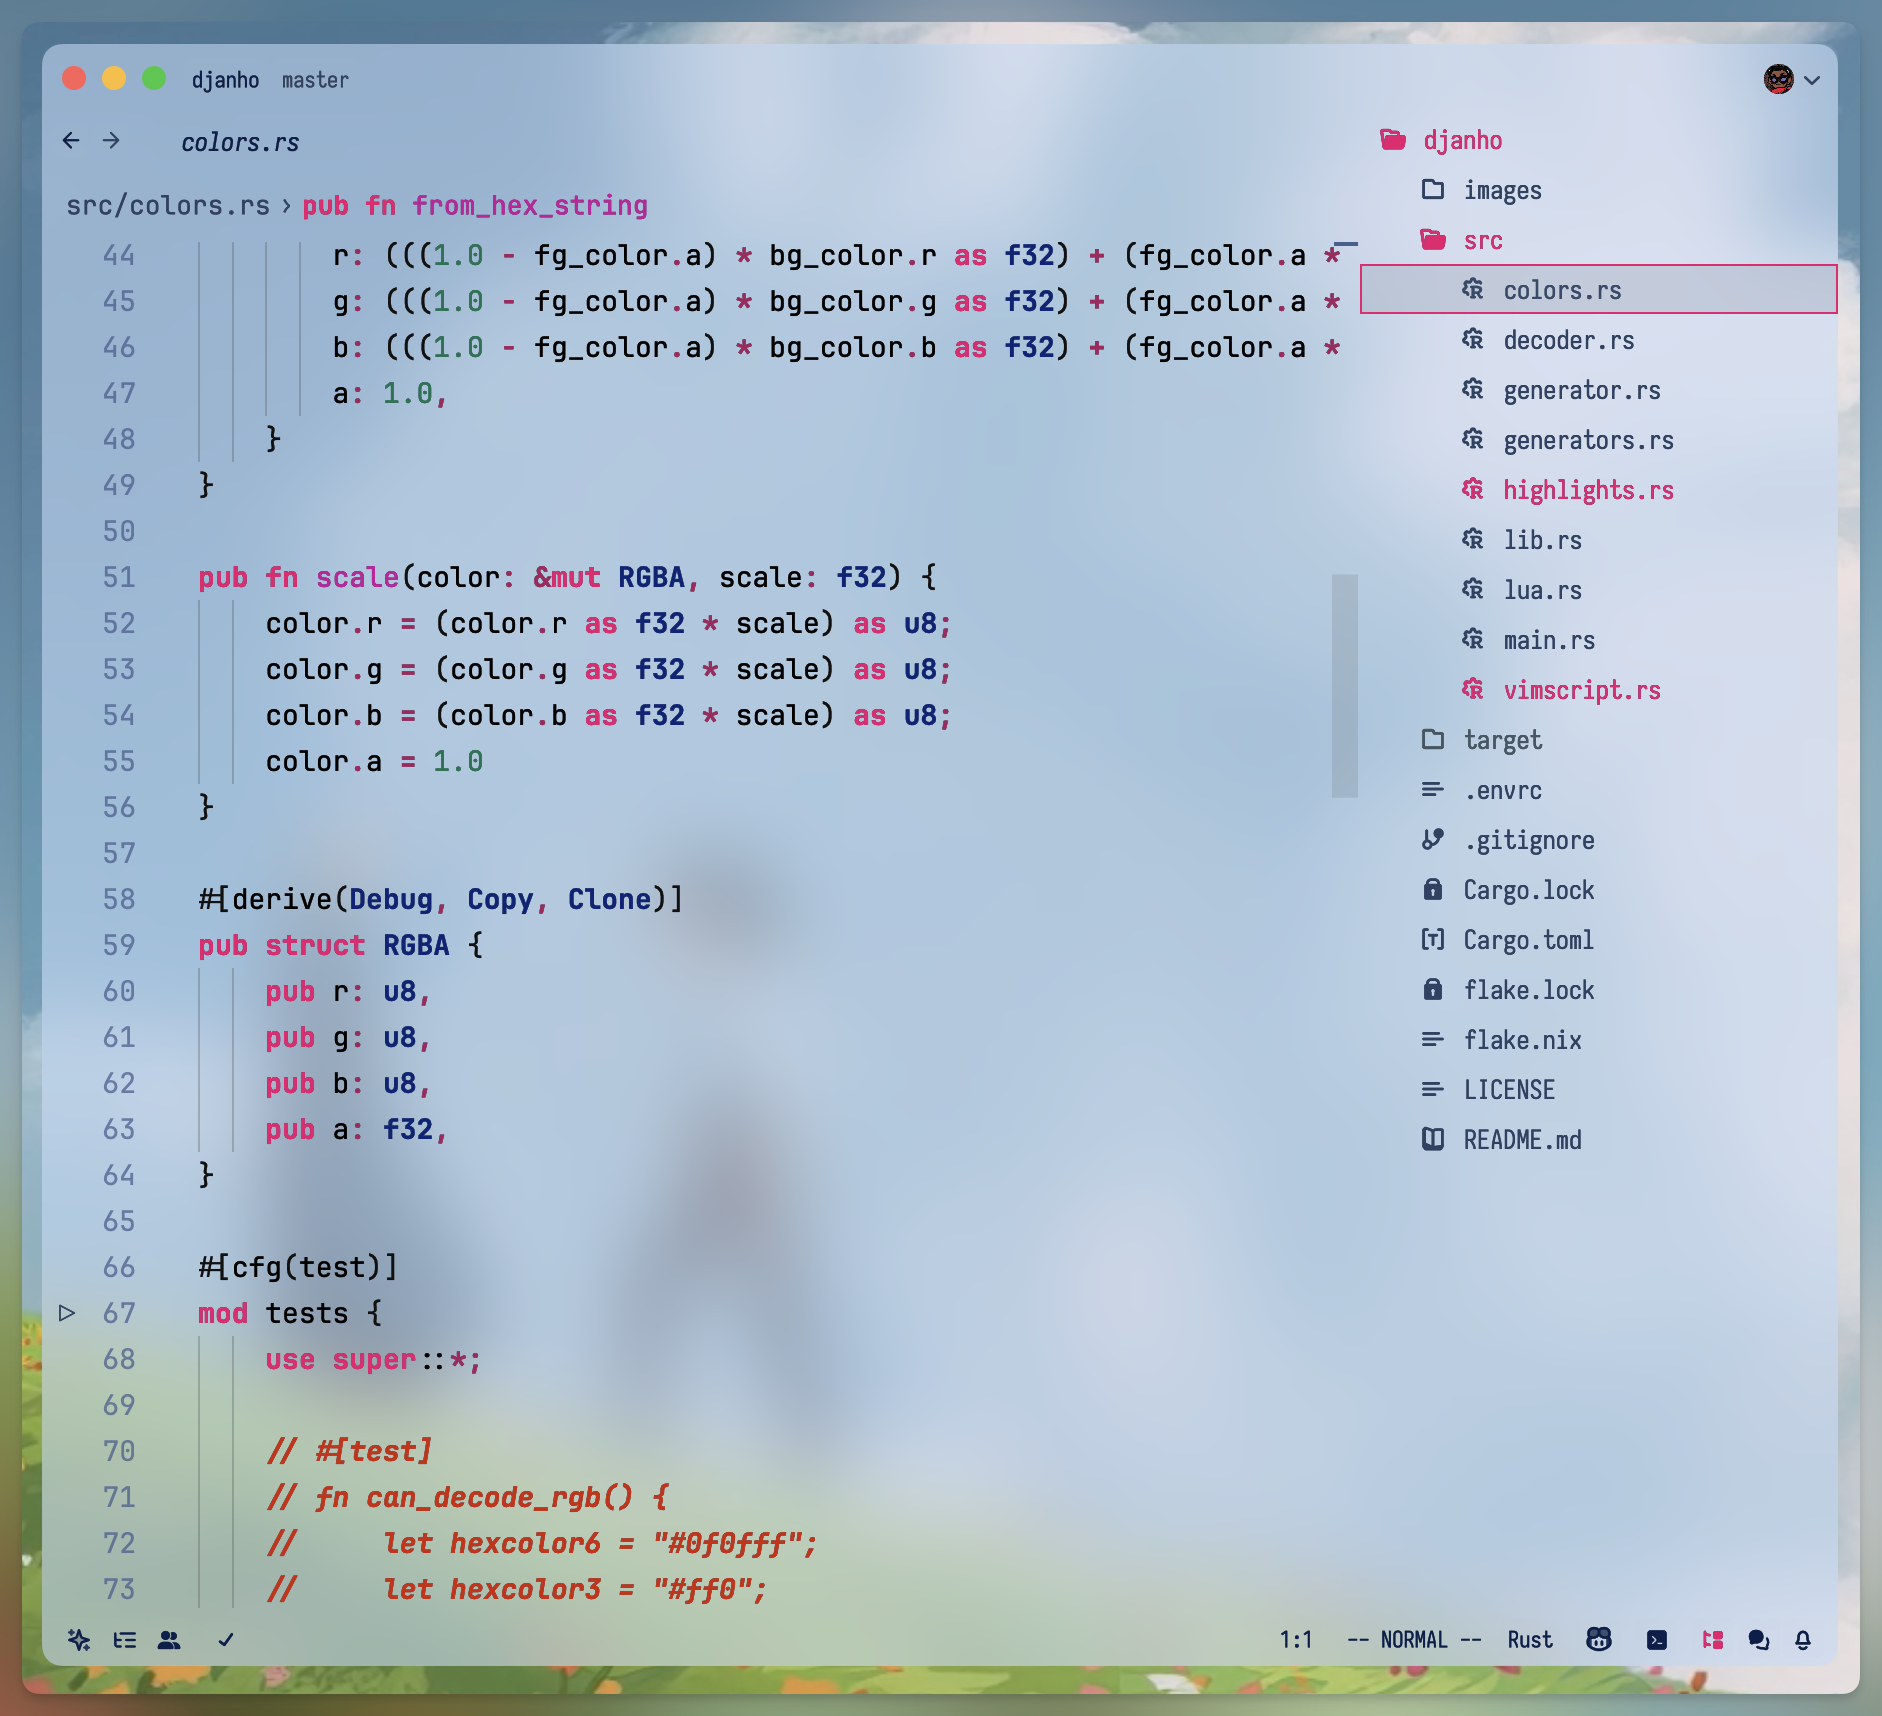 djanho master
colors.rs
src/colors.rs › pub fn from_hex_string
44 r: (((1.0 - fg_color.a) * bg_color.r as f32) + (fg_color.a *
45 g: (((1.0 - fg_color.a) * bg_color.g as f32) + (fg_color.a *
46 b: (((1.0 - fg_color.a) * bg_color.b as f32) + (fg_color.a *
47 a: 1.0,
48 }
49 }
50
51 pub fn scale(color: &mut RGBA, scale: f32) {
52 color.r = (color.r as f32 * scale) as u8;
53 color.g = (color.g as f32 * scale) as u8;
54 color.b = (color.b as f32 * scale) as u8;
55 color.a = 1.0
56 }
57
58 #[derive(Debug, Copy, Clone)]
59 pub struct RGBA {
60 pub r: u8,
61 pub g: u8,
62 pub b: u8,
63 pub a: f32,
64 }
65
66 #[cfg(test)]
67 mod tests {
68 use super::*;
69
70 // #[test]
71 // fn can_decode_rgb() {
72 // let hexcolor6 = "#0f0fff";
73 // let hexcolor3 = "#ff0";
djanho
images
src
colors.rs
decoder.rs
generator.rs
generators.rs
highlights.rs
lib.rs
lua.rs
main.rs
vimscript.rs
target
.envrc
.gitignore
Cargo.lock
Cargo.toml
flake.lock
flake.nix
LICENSE
README.md
1:1 -- NORMAL -- Rust